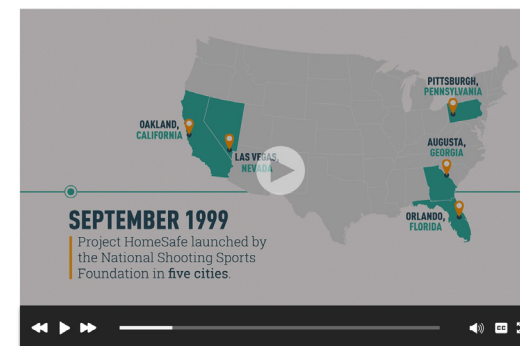 PITTSBURGH,
PENNSYLVANIA
OAKLAND,
CALIFORNIA
LAS VEGAS,
NEVADA
AUGUSTA,
GEORGIA
ORLANDO,
FLORIDA
SEPTEMBER 1999
Project HomeSafe launched by
the National Shooting Sports
Foundation in five cities.
CC